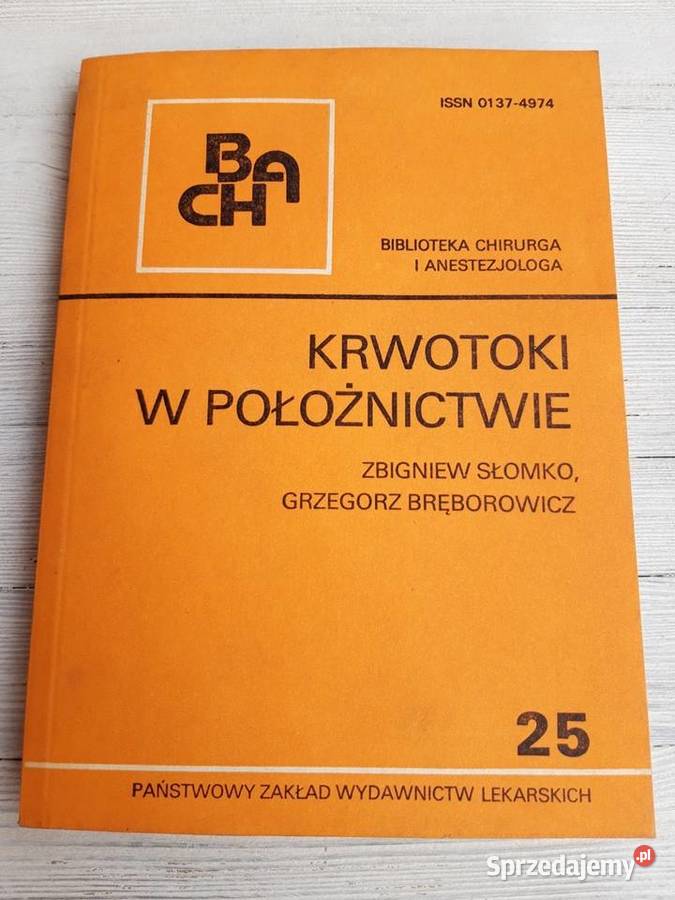 BA
CH
ISSN 0137-4974
BIBLIOTEKA CHIRURGA
I ANESTEZJOLOGA
KRWOTOKI
W POŁOŻNICTWIE
ZBIGNIEW SŁOMKO,
GRZEGORZ BRĘBOROWICZ
25
PAŃSTWOWY ZAKŁAD WYDAWNICTW LEKARSKICH
Sprzedajemy.pl